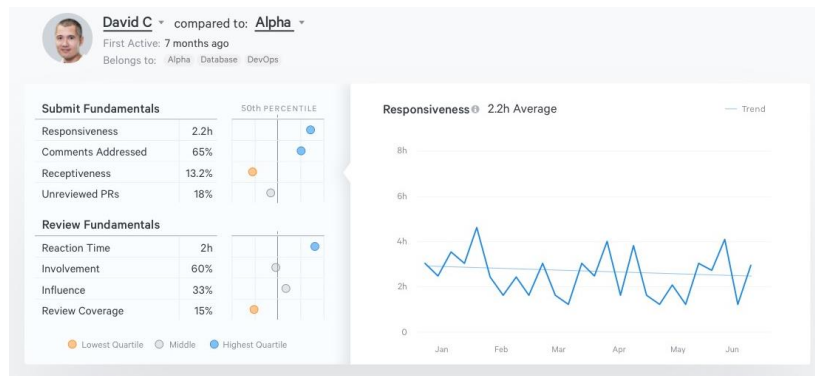 David C compared to: Alpha
First Active: 7 months ago
Belongs to: Alpha Database DevOps
Submit Fundamentals 50th PERCENTILE
Responsiveness 2.2h
Comments Addressed 65%
Receptiveness 13.2%
Unreviewed PRs 18%
Review Fundamentals
Reaction Time 2h
Involvement 60%
Influence 33%
Review Coverage 15%
Lowest Quartile Middle Highest Quartile
Responsiveness 2.2h Average Trend
8h
6h
4h
2h
0
Jan Feb Mar Apr May Jun